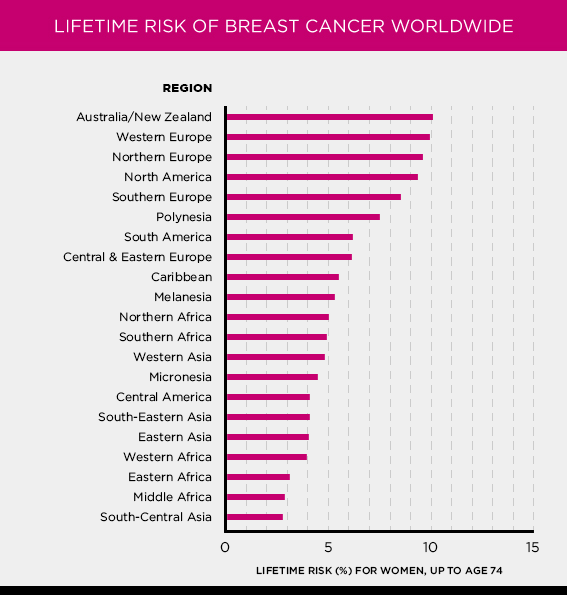 LIFETIME RISK OF BREAST CANCER WORLDWIDE
REGION
Australia/New Zealand
Western Europe
Northern Europe
North America
Southern Europe
Polynesia
South America
Central & Eastern Europe
Caribbean
Melanesia
Northern Africa
Southern Africa
Western Asia
Micronesia
Central America
South-Eastern Asia
Eastern Asia
Western Africa
Eastern Africa
Middle Africa
South-Central Asia
0 5 10 15
LIFETIME RISK (%) FOR WOMEN, UP TO AGE 74